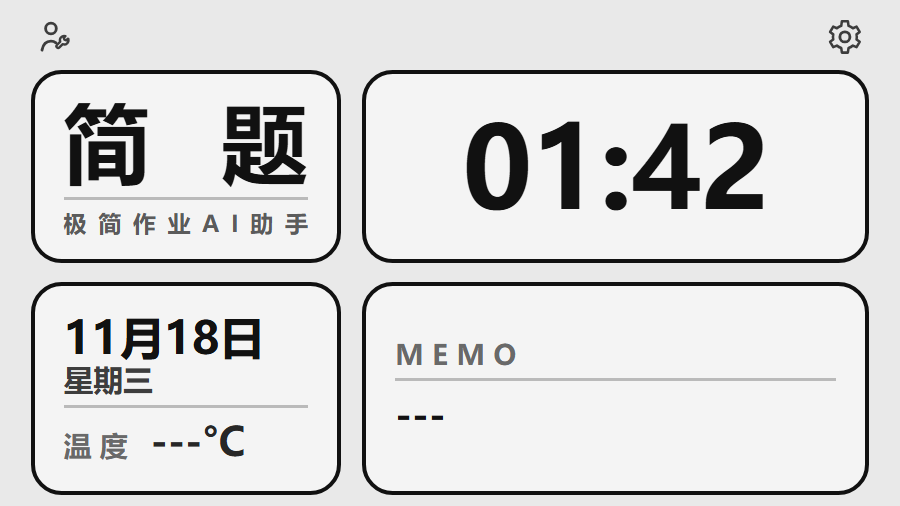 简 题
极简作业AI助手
01:42
11月18日
星期三
温度 ---°C
MEMO
---